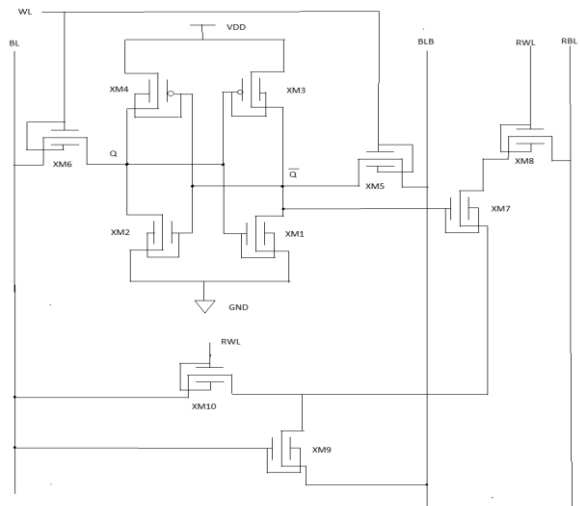 WL
BL
VDD
BLB
RWL
RBL
XM4
XM3
XM6
Q
Q̅
XM5
XM8
XM7
XM2
XM1
GND
RWL
XM10
XM9